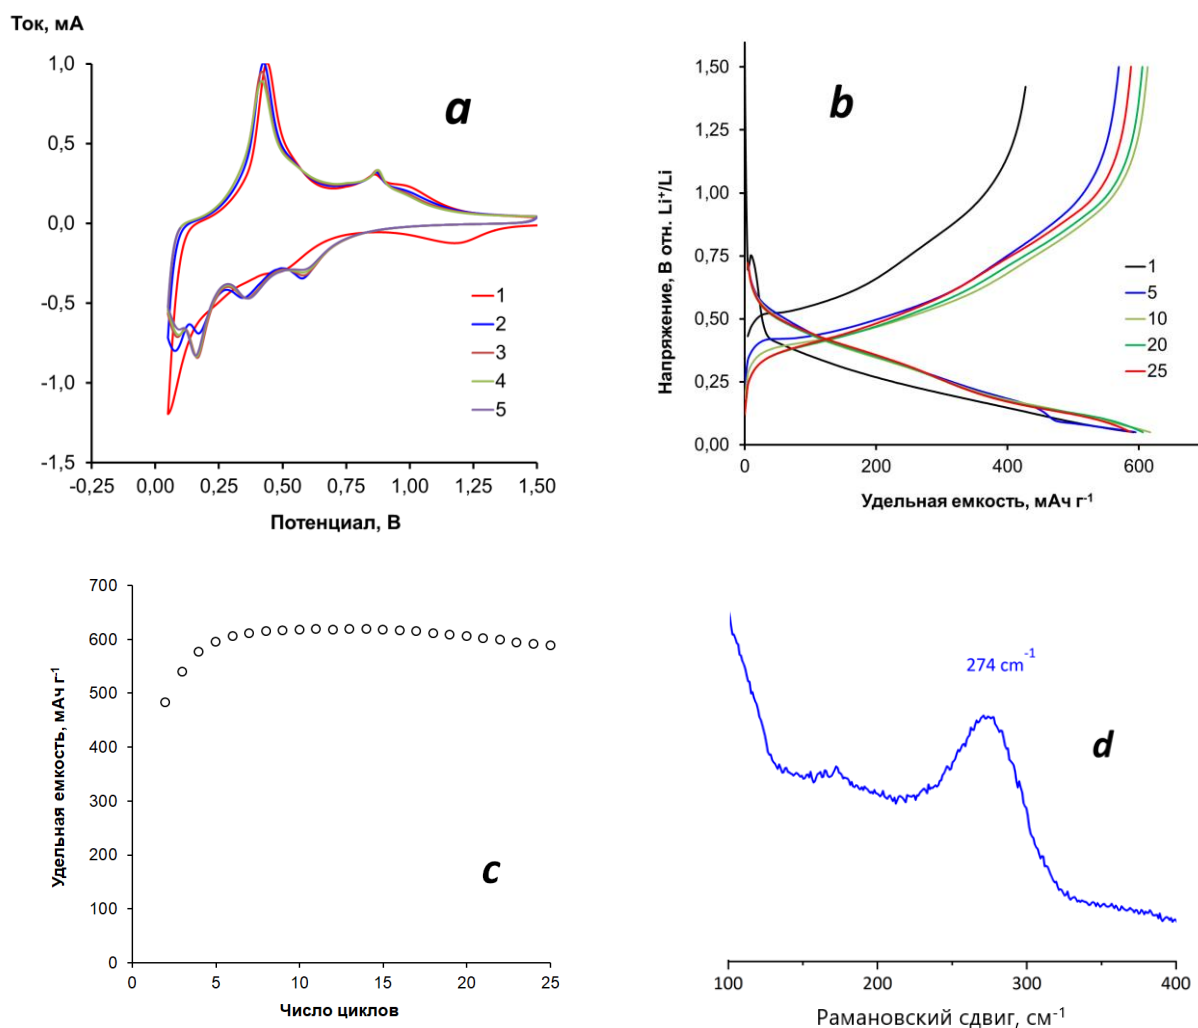 Ток, мА
1,0
0,5
0,0
-0,5
-1,0
-1,5
-0,25 0,00 0,25 0,50 0,75 1,00 1,25 1,50
Потенциал, В
a
1
2
3
4
5
Напряжение, В отн. Li⁺/Li
1,50
1,25
1,00
0,75
0,50
0,25
0,00
0 200 400 600
Удельная емкость, мАч г⁻¹
b
1
5
10
20
25
Удельная емкость, мАч г⁻¹
700
600
500
400
300
200
100
0
0 5 10 15 20 25
Число циклов
c
274 cm⁻¹
d
100 200 300 400
Рамановский сдвиг, см⁻¹